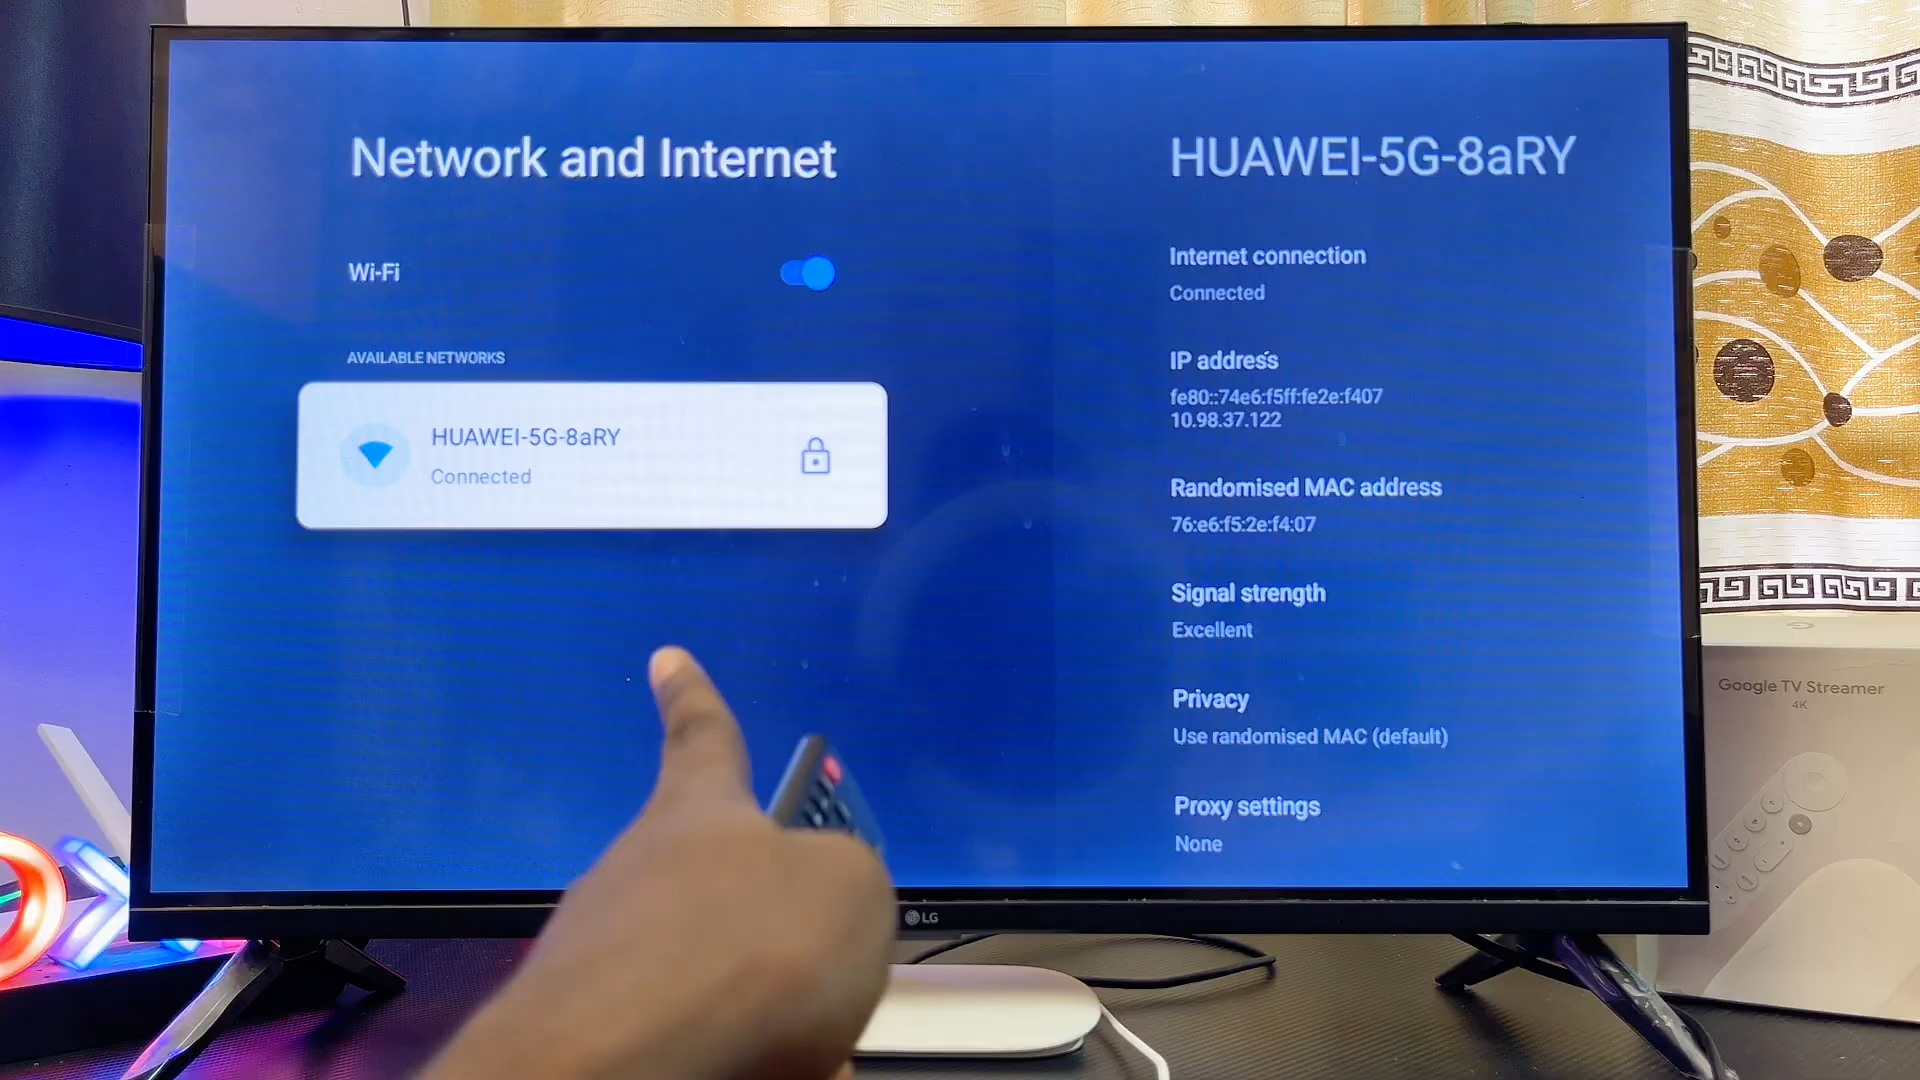 Network and Internet
Wi-Fi
AVAILABLE NETWORKS
HUAWEI-5G-8aRY
Connected
HUAWEI-5G-8aRY
Internet connection
Connected
IP address
fe80::74e6:f5ff:fe2e:f407
10.98.37.122
Randomised MAC address
76:e6:f5:2e:f4:07
Signal strength
Excellent
Privacy
Use randomised MAC (default)
Proxy settings
None
LG
Google TV Streamer
4K